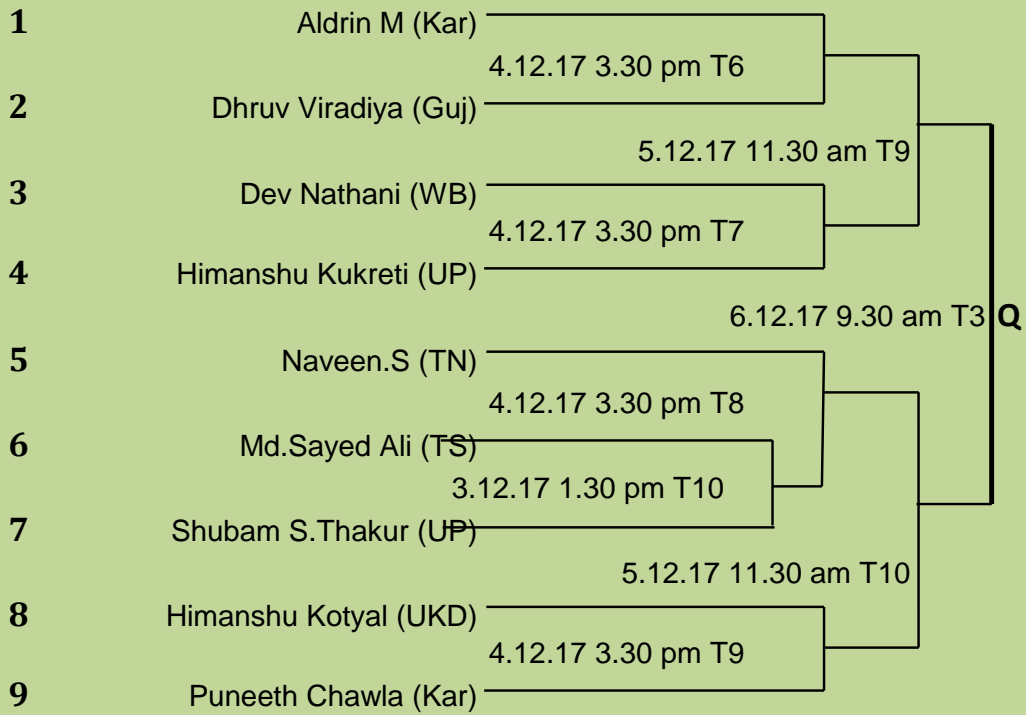 1 Aldrin M (Kar)
4.12.17 3.30 pm T6
2 Dhruv Viradiya (Guj)
5.12.17 11.30 am T9
3 Dev Nathani (WB)
4.12.17 3.30 pm T7
4 Himanshu Kukreti (UP)
6.12.17 9.30 am T3 Q
5 Naveen.S (TN)
4.12.17 3.30 pm T8
6 Md.Sayed Ali (TS)
3.12.17 1.30 pm T10
7 Shubam S.Thakur (UP)
5.12.17 11.30 am T10
8 Himanshu Kotyal (UKD)
4.12.17 3.30 pm T9
9 Puneeth Chawla (Kar)